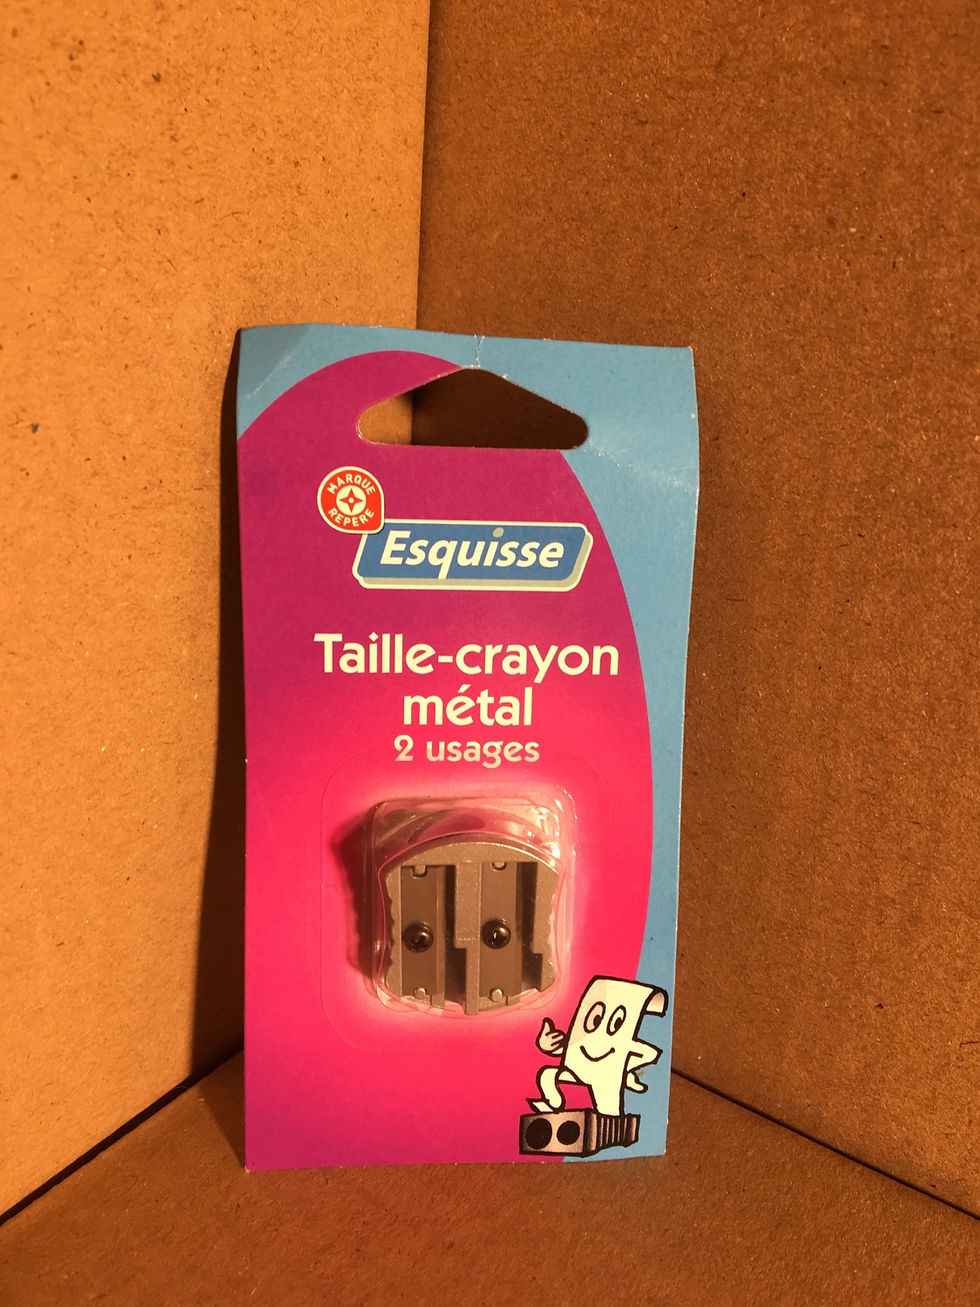 MARQUE
REPÈRE
Esquisse
Taille-crayon
métal
2 usages